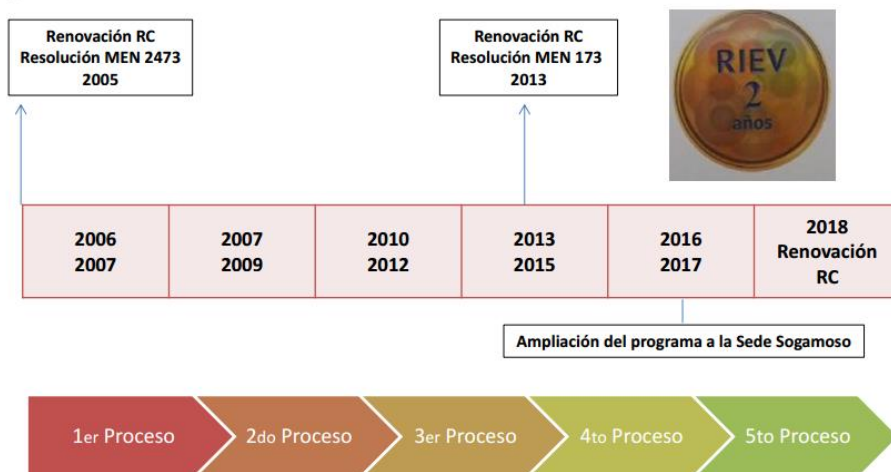 Renovación RC
Resolución MEN 2473
2005
Renovación RC
Resolución MEN 173
2013
RIEV
2
años
2006
2007
2007
2009
2010
2012
2013
2015
2016
2017
2018
Renovación
RC
Ampliación del programa a la Sede Sogamoso
1er Proceso
2do Proceso
3er Proceso
4to Proceso
5to Proceso